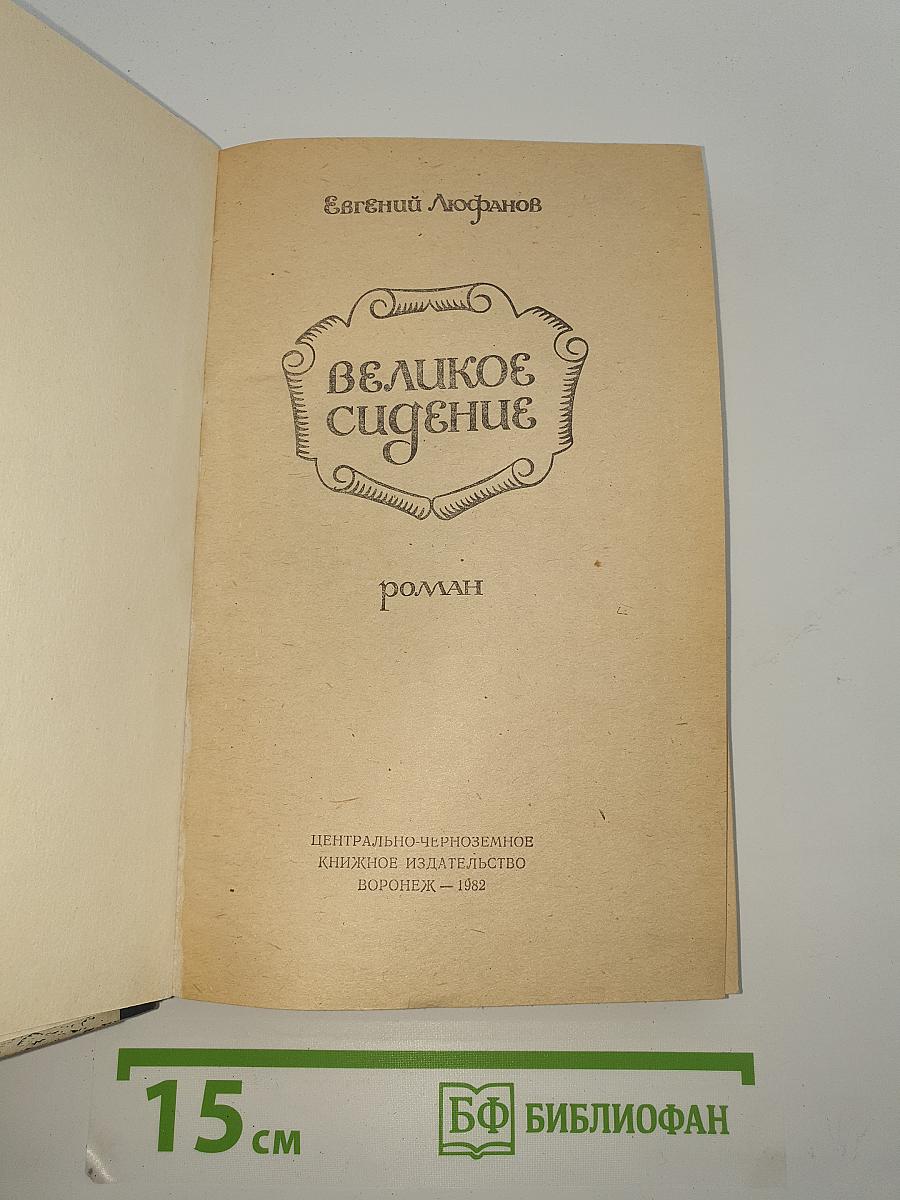 Евгений Люфанов
Великое
сидение
роман
ЦЕНТРАЛЬНО-ЧЕРНОЗЕМНОЕ
КНИЖНОЕ ИЗДАТЕЛЬСТВО
ВОРОНЕЖ — 1982
15 см
БФ БИБЛИОФАН